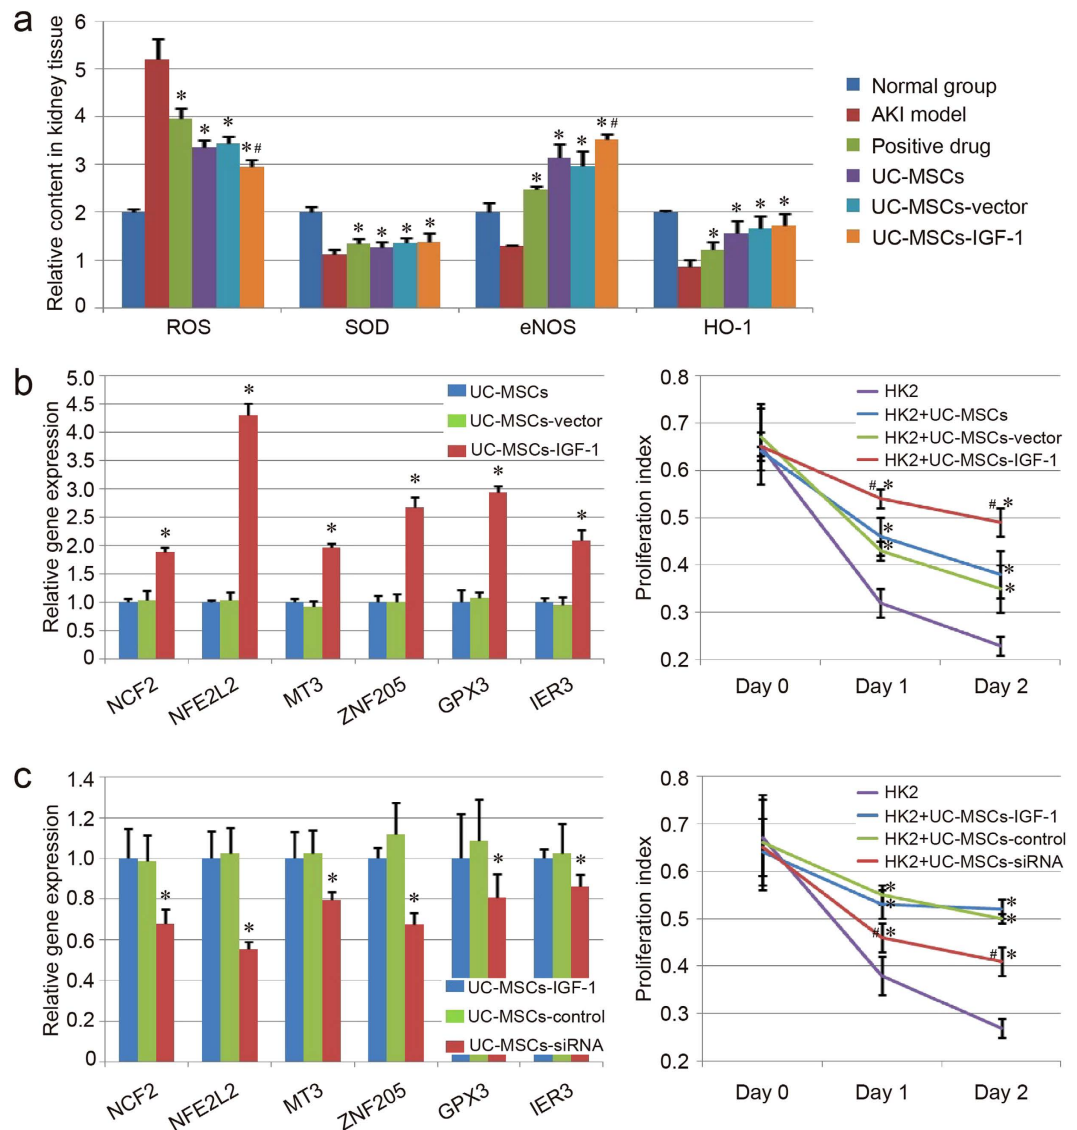 a
Relative content in kidney tissue
6
5
4
3
2
1
0
* * * *#
* * * *
* * * *#
* * * *
ROS SOD eNOS HO-1
Normal group
AKI model
Positive drug
UC-MSCs
UC-MSCs-vector
UC-MSCs-IGF-1
b
Relative gene expression
5.0
4.5
4.0
3.5
3.0
2.5
2.0
1.5
1.0
0.5
0
* * * * * *
UC-MSCs
UC-MSCs-vector
UC-MSCs-IGF-1
NCF2 NFE2L2 MT3 ZNF205 GPX3 IER3
Proliferation index
0.8
0.7
0.6
0.5
0.4
0.3
0.2
HK2
HK2+UC-MSCs
HK2+UC-MSCs-vector
HK2+UC-MSCs-IGF-1
#* #*
* *
* *
Day 0 Day 1 Day 2
c
Relative gene expression
1.4
1.2
1.0
0.8
0.6
0.4
0.2
0
* * * * * *
UC-MSCs-IGF-1
UC-MSCs-control
UC-MSCs-siRNA
NCF2 NFE2L2 MT3 ZNF205 GPX3 IER3
Proliferation index
0.8
0.7
0.6
0.5
0.4
0.3
0.2
HK2
HK2+UC-MSCs-IGF-1
HK2+UC-MSCs-control
HK2+UC-MSCs-siRNA
* *
* *
#* #*
Day 0 Day 1 Day 2